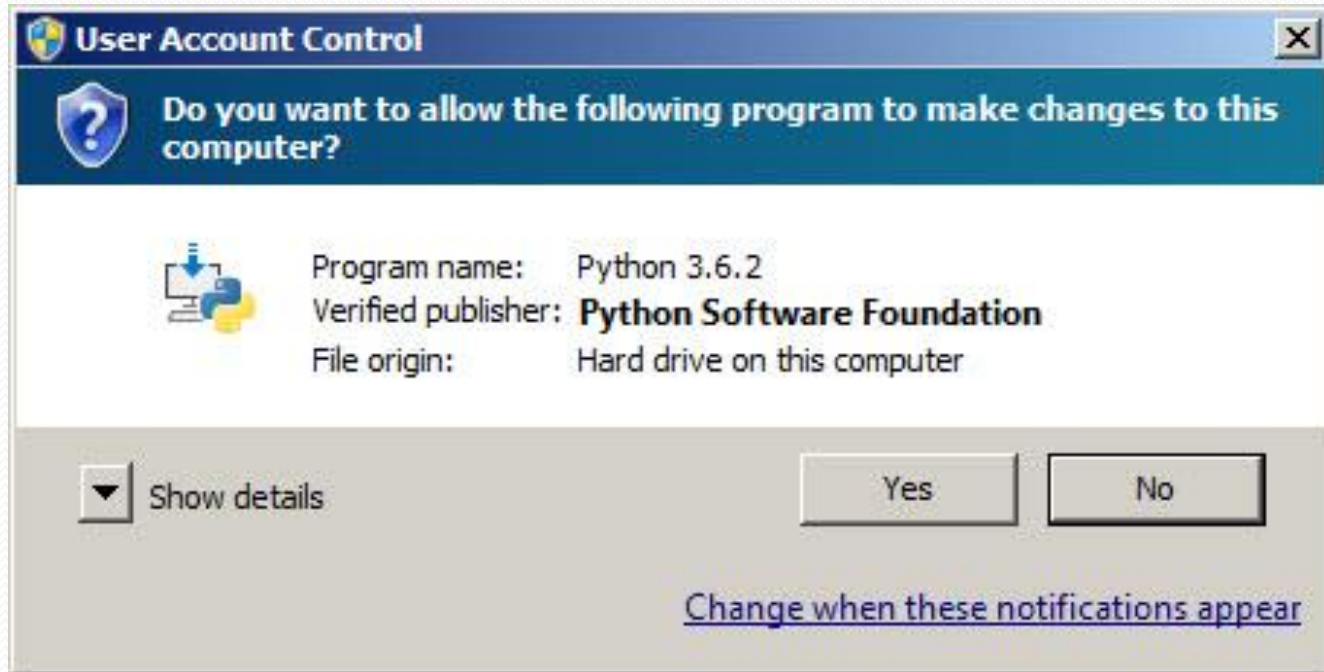 User Account Control
Do you want to allow the following program to make changes to this
computer?
Program name: Python 3.6.2
Verified publisher: Python Software Foundation
File origin: Hard drive on this computer
Show details
Yes
No
Change when these notifications appear